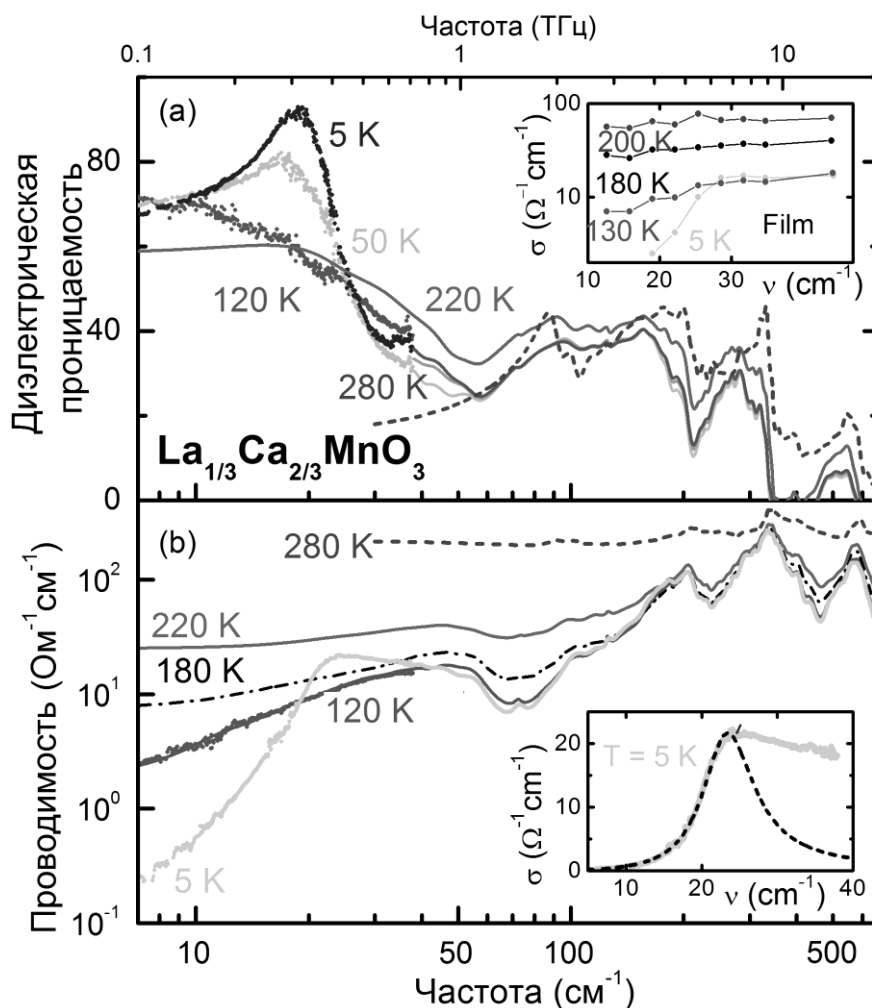 Частота (ТГц)
0.1 1 10
(a)
Диэлектрическая
проницаемость
80
40
0
5 K
50 K
120 K
220 K
280 K
La1/3Ca2/3MnO3
σ (Ω⁻¹cm⁻¹)
100
10
200 K
180 K
130 K
5 K
Film
10 20 30
ν (cm⁻¹)
(b)
Проводимость (Ом⁻¹см⁻¹)
10²
10¹
10⁰
10⁻¹
280 K
220 K
180 K
120 K
5 K
σ (Ω⁻¹cm⁻¹)
20
10
0
T = 5 K
10 20 40
ν (cm⁻¹)
10 50 100 500
Частота (см⁻¹)